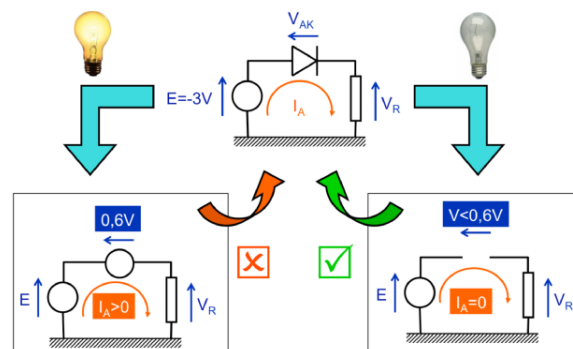 V_AK
E=-3V
I_A
V_R
0,6V
E
I_A>0
V_R
V<0,6V
E
I_A=0
V_R